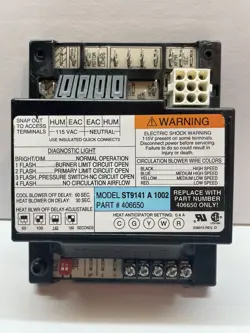 SNAP OUT
TO ACCESS
TERMINALS
HUM EAC EAC HUM
115 VAC NEUTRAL
USE INSULATED QUICK CONNECTS
WARNING
ELECTRIC SHOCK WARNING
115V present on some terminals.
Disconnect power before servicing.
Failure to do so could result in
injury or death.
DIAGNOSTIC LIGHT
BRIGHT/DIM NORMAL OPERATION
1 FLASH BURNER LIMIT CIRCUIT OPEN
2 FLASH PRIMARY LIMIT CIRCUIT OPEN
3 FLASH PRESSURE SWITCH-NC CIRCUIT OPEN
4 FLASH NO CIRCULATION AIRFLOW
CIRCULATION BLOWER WIRE COLORS
BLACK HIGH SPEED
BLUE MEDIUM HIGH SPEED
YELLOW MEDIUM LOW SPEED
RED LOW SPEED
COOL BLOWER OFF DELAY: 60 SEC.
HEAT BLOWER ON DELAY: 30 SEC.
MODEL ST9141 A 1002
PART # 406650
REPLACE WITH
PART NUMBER
406650 ONLY!
HEAT BLWR OFF DELAY-ADJUSTABLE
60 100 140 180 SECONDS
HEAT ANTICIPATOR SETTING: 0.4 A
C G Y W R